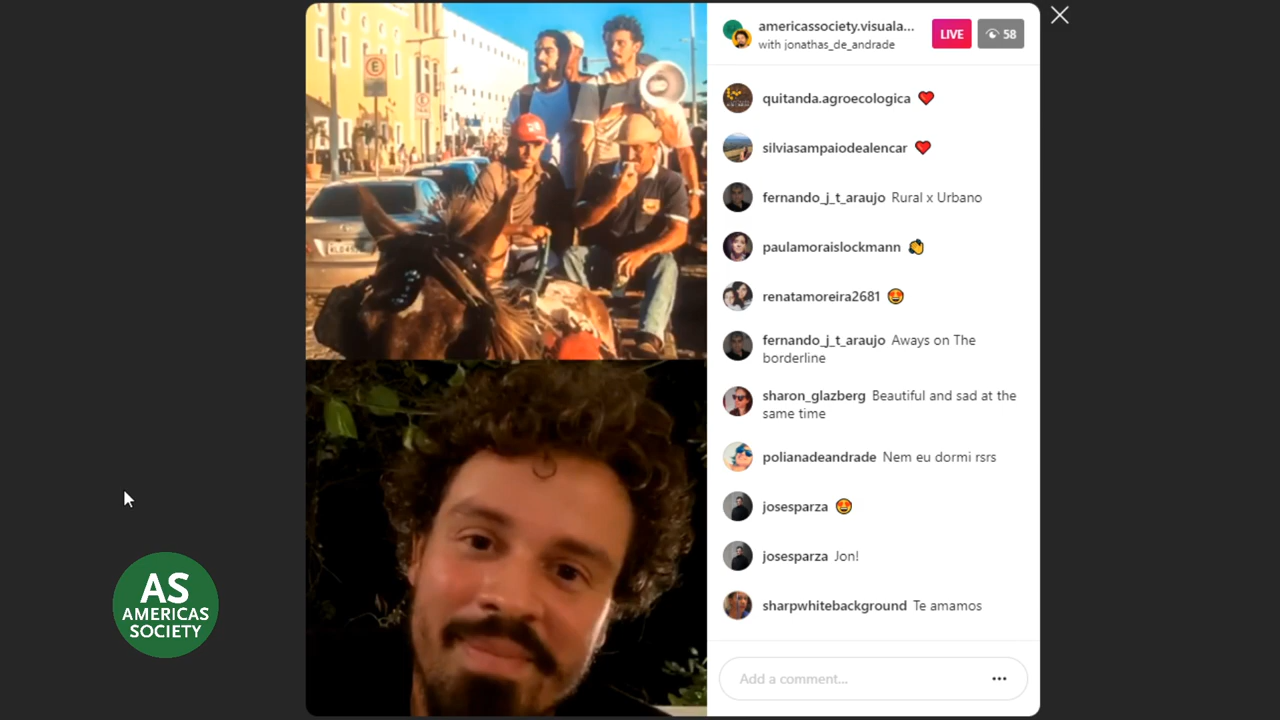 americassociety.visuala...
with jonathas_de_andrade
LIVE
58
quitanda.agroecologica
silviasampaiodealencar
fernando_j_t_araujo Rural x Urbano
paulamoraislockmann
renatamoreira2681
fernando_j_t_araujo Aways on The
borderline
sharon_glazberg Beautiful and sad at the
same time
polianadeandrade Nem eu dormi rsrs
josesparza
josesparza Jon!
sharpwhitebackground Te amamos
Add a comment...
E
E
AS
AMERICAS
SOCIETY